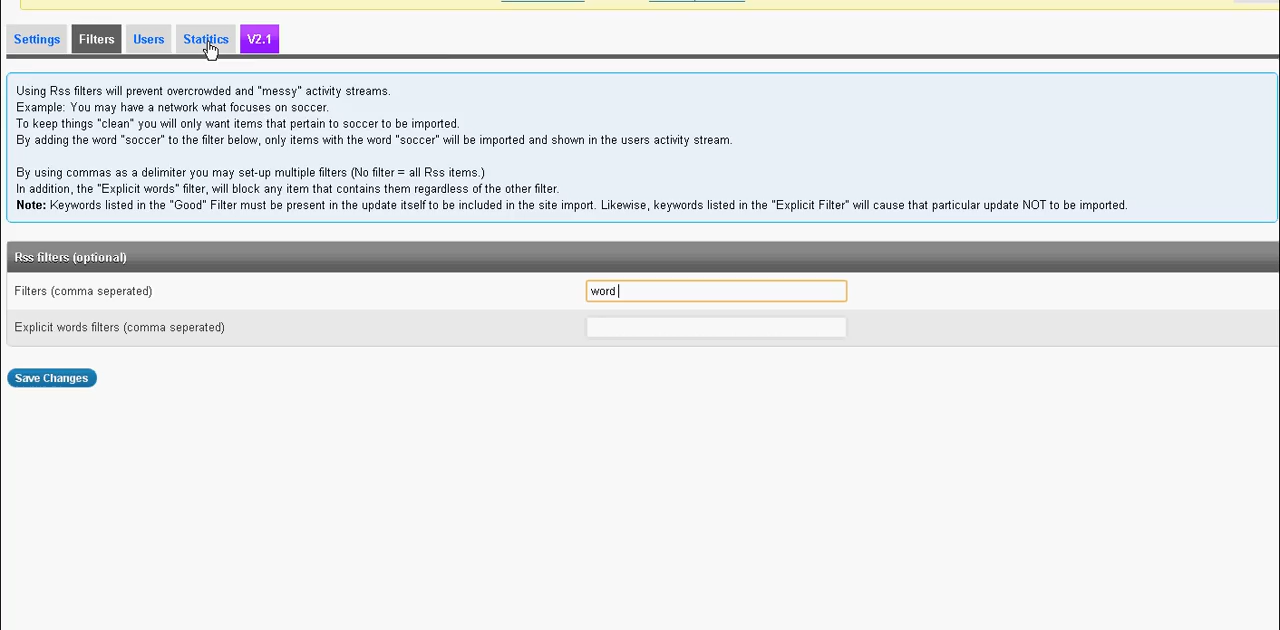 Settings Filters Users Statitics V2.1
Using Rss filters will prevent overcrowded and "messy" activity streams.
Example: You may have a network what focuses on soccer.
To keep things "clean" you will only want items that pertain to soccer to be imported.
By adding the word "soccer" to the filter below, only items with the word "soccer" will be imported and shown in the users activity stream.
By using commas as a delimiter you may set-up multiple filters (No filter = all Rss items.)
In addition, the "Explicit words" filter, will block any item that contains them regardless of the other filter.
Note: Keywords listed in the "Good" Filter must be present in the update itself to be included in the site import. Likewise, keywords listed in the "Explicit Filter" will cause that particular update NOT to be imported.
Rss filters (optional)
Filters (comma seperated) word
Explicit words filters (comma seperated)
Save Changes